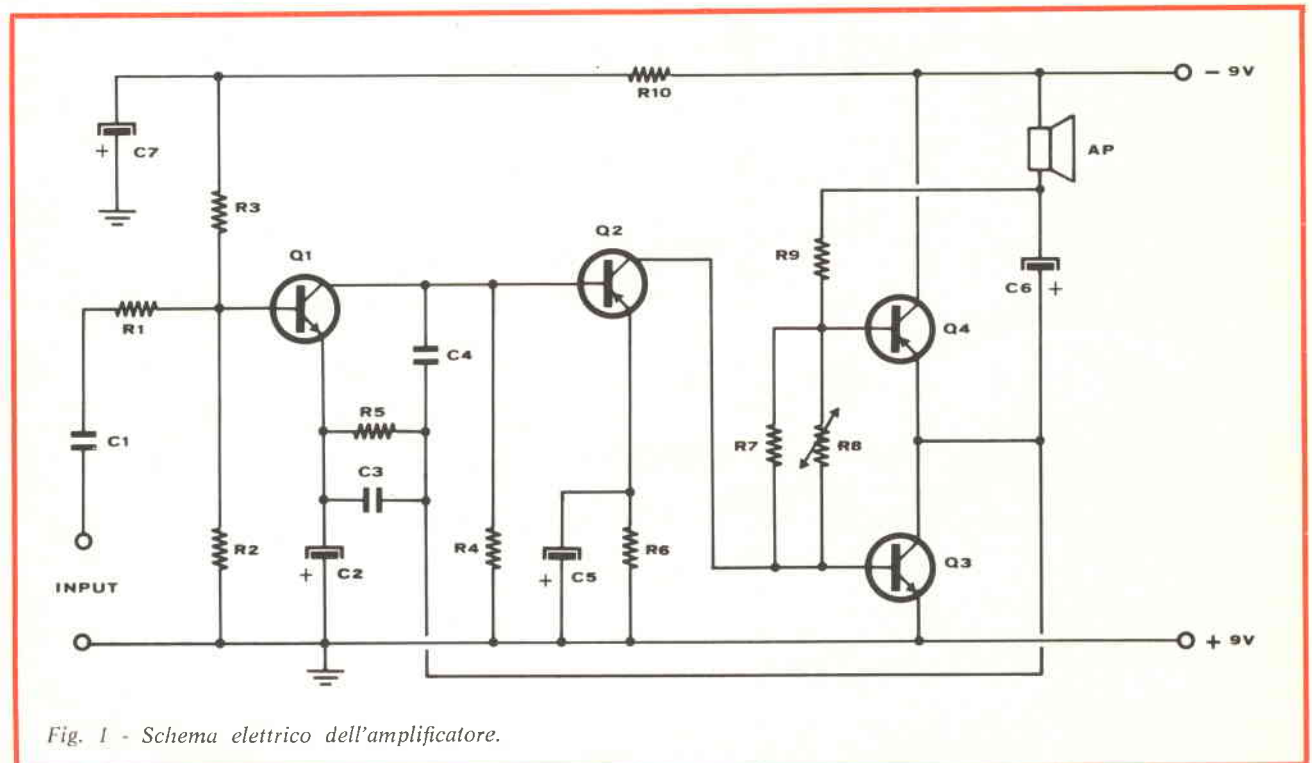 - 9V
R10
AP
+ C7
R3
Q1
Q2
R9
C6 +
R1
Q4
C4
R5
C1
R7
R8
C3
R2
R4
R6
Q3
+ C2
+ C5
INPUT
+ 9V
Fig. 1 - Schema elettrico dell'amplificatore.